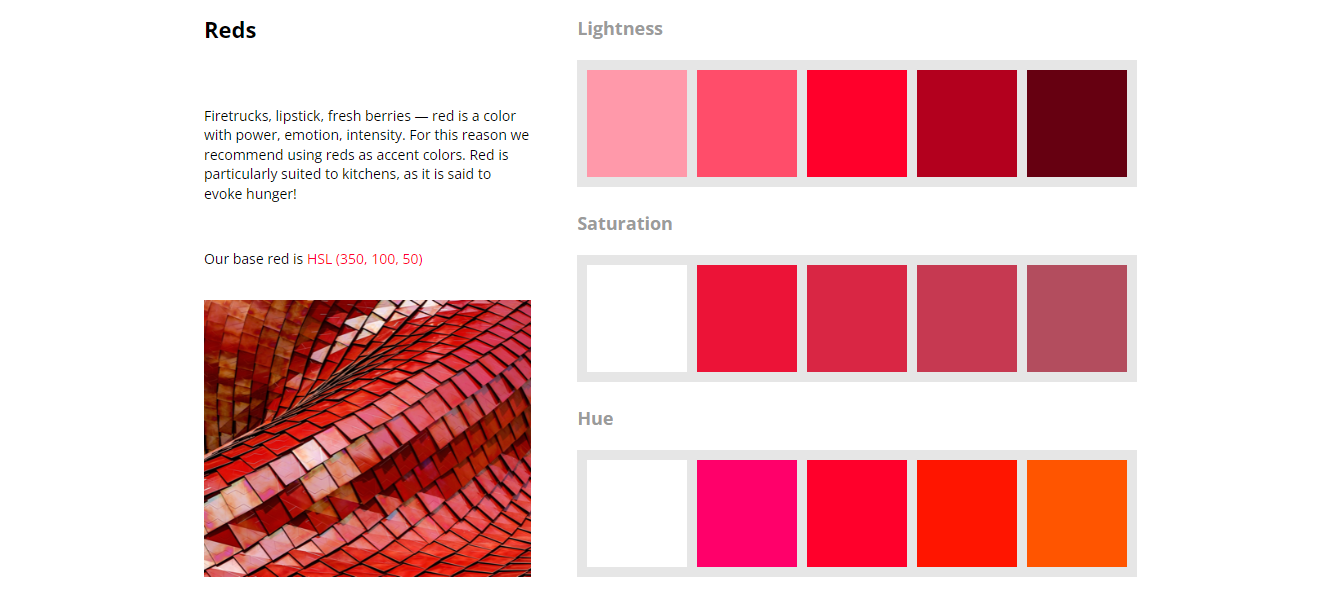 Reds
Firetrucks, lipstick, fresh berries — red is a color
with power, emotion, intensity. For this reason we
recommend using reds as accent colors. Red is
particularly suited to kitchens, as it is said to
evoke hunger!
Our base red is HSL (350, 100, 50)
Lightness
Saturation
Hue